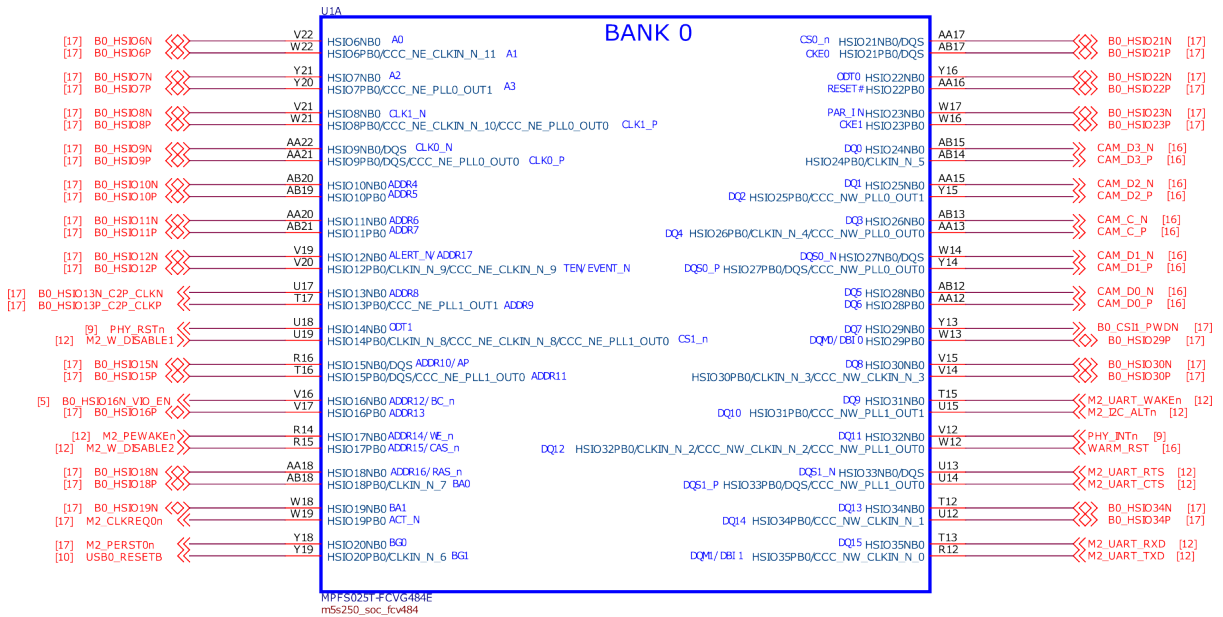 U1A
BANK 0
[17] B0_HSIO6N V22 HSIO6NB0 A0 CS0_n HSIO21NB0/DQS AA17 B0_HSIO21N [17]
[17] B0_HSIO6P W22 HSIO6PB0/CCC_NE_CLKIN_N_11 A1 CKE0 HSIO21PB0/DQS AB17 B0_HSIO21P [17]
[17] B0_HSIO7N Y21 HSIO7NB0 A2 ODT0 HSIO22NB0 Y16 B0_HSIO22N [17]
[17] B0_HSIO7P Y20 HSIO7PB0/CCC_NE_PLL0_OUT1 A3 RESET# HSIO22PB0 AA16 B0_HSIO22P [17]
[17] B0_HSIO8N V21 HSIO8NB0 CLK1_N PAR_IN HSIO23NB0 W17 B0_HSIO23N [17]
[17] B0_HSIO8P W21 HSIO8PB0/CCC_NE_CLKIN_N_10/CCC_NE_PLL0_OUT0 CLK1_P CKE1 HSIO23PB0 W16 B0_HSIO23P [17]
[17] B0_HSIO9N AA22 HSIO9NB0/DQS CLK0_N DQ0 HSIO24NB0 AB15 CAM_D3_N [16]
[17] B0_HSIO9P AA21 HSIO9PB0/DQS/CCC_NE_PLL0_OUT0 CLK0_P HSIO24PB0/CLKIN_N_5 AB14 CAM_D3_P [16]
[17] B0_HSIO10N AB20 HSIO10NB0 ADDR4 DQ1 HSIO25NB0 AA15 CAM_D2_N [16]
[17] B0_HSIO10P AB19 HSIO10PB0 ADDR5 DQ2 HSIO25PB0/CCC_NW_PLL0_OUT1 Y15 CAM_D2_P [16]
[17] B0_HSIO11N AA20 HSIO11NB0 ADDR6 DQ3 HSIO26NB0 AB13 CAM_C_N [16]
[17] B0_HSIO11P AB21 HSIO11PB0 ADDR7 DQ4 HSIO26PB0/CLKIN_N_4/CCC_NW_PLL0_OUT0 AA13 CAM_C_P [16]
[17] B0_HSIO12N V19 HSIO12NB0 ALERT_N/ADDR17 DQS0_N HSIO27NB0/DQS W14 CAM_D1_N [16]
[17] B0_HSIO12P V20 HSIO12PB0/CLKIN_N_9/CCC_NE_CLKIN_N_9 TEN/EVENT_N DQS0_P HSIO27PB0/DQS/CCC_NW_PLL0_OUT0 Y14 CAM_D1_P [16]
[17] B0_HSIO13N_C2P_CLKN U17 HSIO13NB0 ADDR8 DQ5 HSIO28NB0 AB12 CAM_D0_N [16]
[17] B0_HSIO13P_C2P_CLKP T17 HSIO13PB0/CCC_NE_PLL1_OUT1 ADDR9 DQ6 HSIO28PB0 AA12 CAM_D0_P [16]
[9] PHY_RSTn U18 HSIO14NB0 ODT1 DQ7 HSIO29NB0 Y13 B0_CSI1_PWDN [17]
[12] M2_W_DISABLE1 U19 HSIO14PB0/CLKIN_N_8/CCC_NE_CLKIN_N_8/CCC_NE_PLL1_OUT0 CS1_n DQM0/DBI0 HSIO29PB0 W13 B0_HSIO29P [17]
[17] B0_HSIO15N R16 HSIO15NB0/DQS ADDR10/AP DQ8 HSIO30NB0 V15 B0_HSIO30N [17]
[17] B0_HSIO15P T16 HSIO15PB0/DQS/CCC_NE_PLL1_OUT0 ADDR11 HSIO30PB0/CLKIN_N_3/CCC_NW_CLKIN_N_3 V14 B0_HSIO30P [17]
[5] B0_HSIO16N_VIO_EN V16 HSIO16NB0 ADDR12/BC_n DQ9 HSIO31NB0 T15 M2_UART_WAKEn [12]
[17] B0_HSIO16P V17 HSIO16PB0 ADDR13 DQ10 HSIO31PB0/CCC_NW_PLL1_OUT1 U15 M2_I2C_ALTn [12]
[12] M2_PEWAKEn R14 HSIO17NB0 ADDR14/WE_n DQ11 HSIO32NB0 V12 PHY_INTn [9]
[12] M2_W_DISABLE2 R15 HSIO17PB0 ADDR15/CAS_n DQ12 HSIO32PB0/CLKIN_N_2/CCC_NW_CLKIN_N_2/CCC_NW_PLL1_OUT0 W12 WARM_RST [16]
[17] B0_HSIO18N AA18 HSIO18NB0 ADDR16/RAS_n DQS1_N HSIO33NB0/DQS U13 M2_UART_RTS [12]
[17] B0_HSIO18P AB18 HSIO18PB0/CLKIN_N_7 BA0 DQS1_P HSIO33PB0/DQS/CCC_NW_PLL1_OUT0 U14 M2_UART_CTS [12]
[17] B0_HSIO19N W18 HSIO19NB0 BA1 DQ13 HSIO34NB0 T12 B0_HSIO34N [17]
[17] M2_CLKREQ0n W19 HSIO19PB0 ACT_N DQ14 HSIO34PB0/CCC_NW_CLKIN_N_1 U12 B0_HSIO34P [17]
[17] M2_PERST0n Y18 HSIO20NB0 BG0 DQ15 HSIO35NB0 T13 M2_UART_RXD [12]
[10] USB0_RESETB Y19 HSIO20PB0/CLKIN_N_6 BG1 DQM1/DBI1 HSIO35PB0/CCC_NW_CLKIN_N_0 R12 M2_UART_TXD [12]
MPFS025T-FCVG484E
m5s250_soc_fcv484